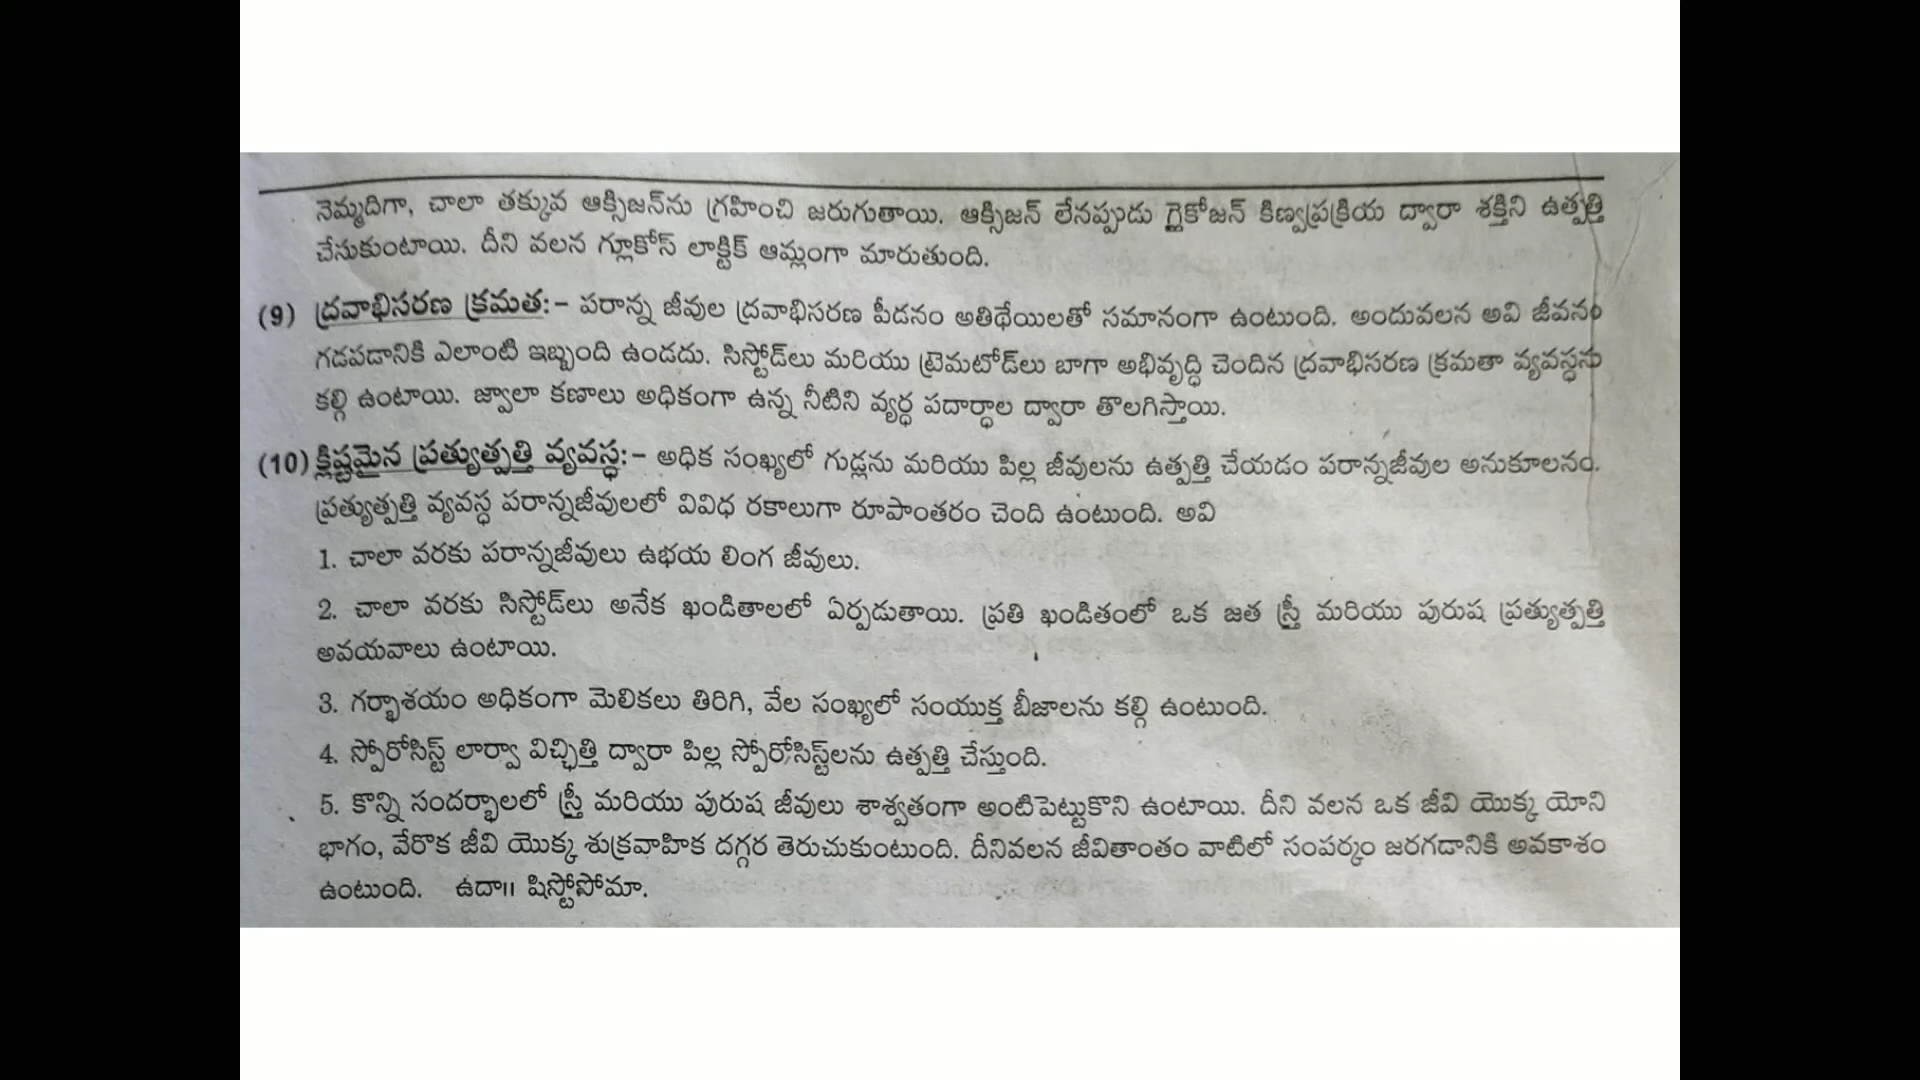 నెమ్మదిగా, చాలా తక్కువ ఆక్సిజన్‌ను గ్రహించి జరుగుతాయి. ఆక్సిజన్ లేనప్పుడు గ్లైకోజన్ కిణ్వప్రక్రియ ద్వారా శక్తిని ఉత్పత్తి
చేసుకుంటాయి. దీని వలన గ్లూకోస్ లాక్టిక్ ఆమ్లంగా మారుతుంది.
(9) ద్రవాభిసరణ క్రమత:- పరాన్న జీవుల ద్రవాభిసరణ పీడనం అతిథేయిలతో సమానంగా ఉంటుంది. అందువలన అవి జీవనం
గడపడానికి ఎలాంటి ఇబ్బంది ఉండదు. సిస్టోడ్‌లు మరియు ట్రెమటోడ్‌లు బాగా అభివృద్ధి చెందిన ద్రవాభిసరణ క్రమతా వ్యవస్థను
కల్గి ఉంటాయి. జ్వాలా కణాలు అధికంగా ఉన్న నీటిని వ్యర్ధ పదార్ధాల ద్వారా తొలగిస్తాయి.
(10) క్లిష్టమైన ప్రత్యుత్పత్తి వ్యవస్ధ:- అధిక సంఖ్యలో గుడ్లను మరియు పిల్ల జీవులను ఉత్పత్తి చేయడం పరాన్నజీవుల అనుకూలనం.
ప్రత్యుత్పత్తి వ్యవస్ధ పరాన్నజీవులలో వివిధ రకాలుగా రూపాంతరం చెంది ఉంటుంది. అవి
1. చాలా వరకు పరాన్నజీవులు ఉభయ లింగ జీవులు.
2. చాలా వరకు సిస్టోడ్‌లు అనేక ఖండితాలలో ఏర్పడుతాయి. ప్రతి ఖండితంలో ఒక జత స్త్రీ మరియు పురుష ప్రత్యుత్పత్తి
అవయవాలు ఉంటాయి.
3. గర్భాశయం అధికంగా మెలికలు తిరిగి, వేల సంఖ్యలో సంయుక్త బీజాలను కల్గి ఉంటుంది.
4. స్పోరోసిస్ట్ లార్వా విచ్ఛిత్తి ద్వారా పిల్ల స్పోరోసిస్ట్‌లను ఉత్పత్తి చేస్తుంది.
5. కొన్ని సందర్భాలలో స్త్రీ మరియు పురుష జీవులు శాశ్వతంగా అంటిపెట్టుకొని ఉంటాయి. దీని వలన ఒక జీవి యొక్క యోని
భాగం, వేరొక జీవి యొక్క శుక్రవాహిక దగ్గర తెరుచుకుంటుంది. దీనివలన జీవితాంతం వాటిలో సంపర్కం జరగడానికి అవకాశం
ఉంటుంది. ఉదా॥ షిస్టోసోమా.